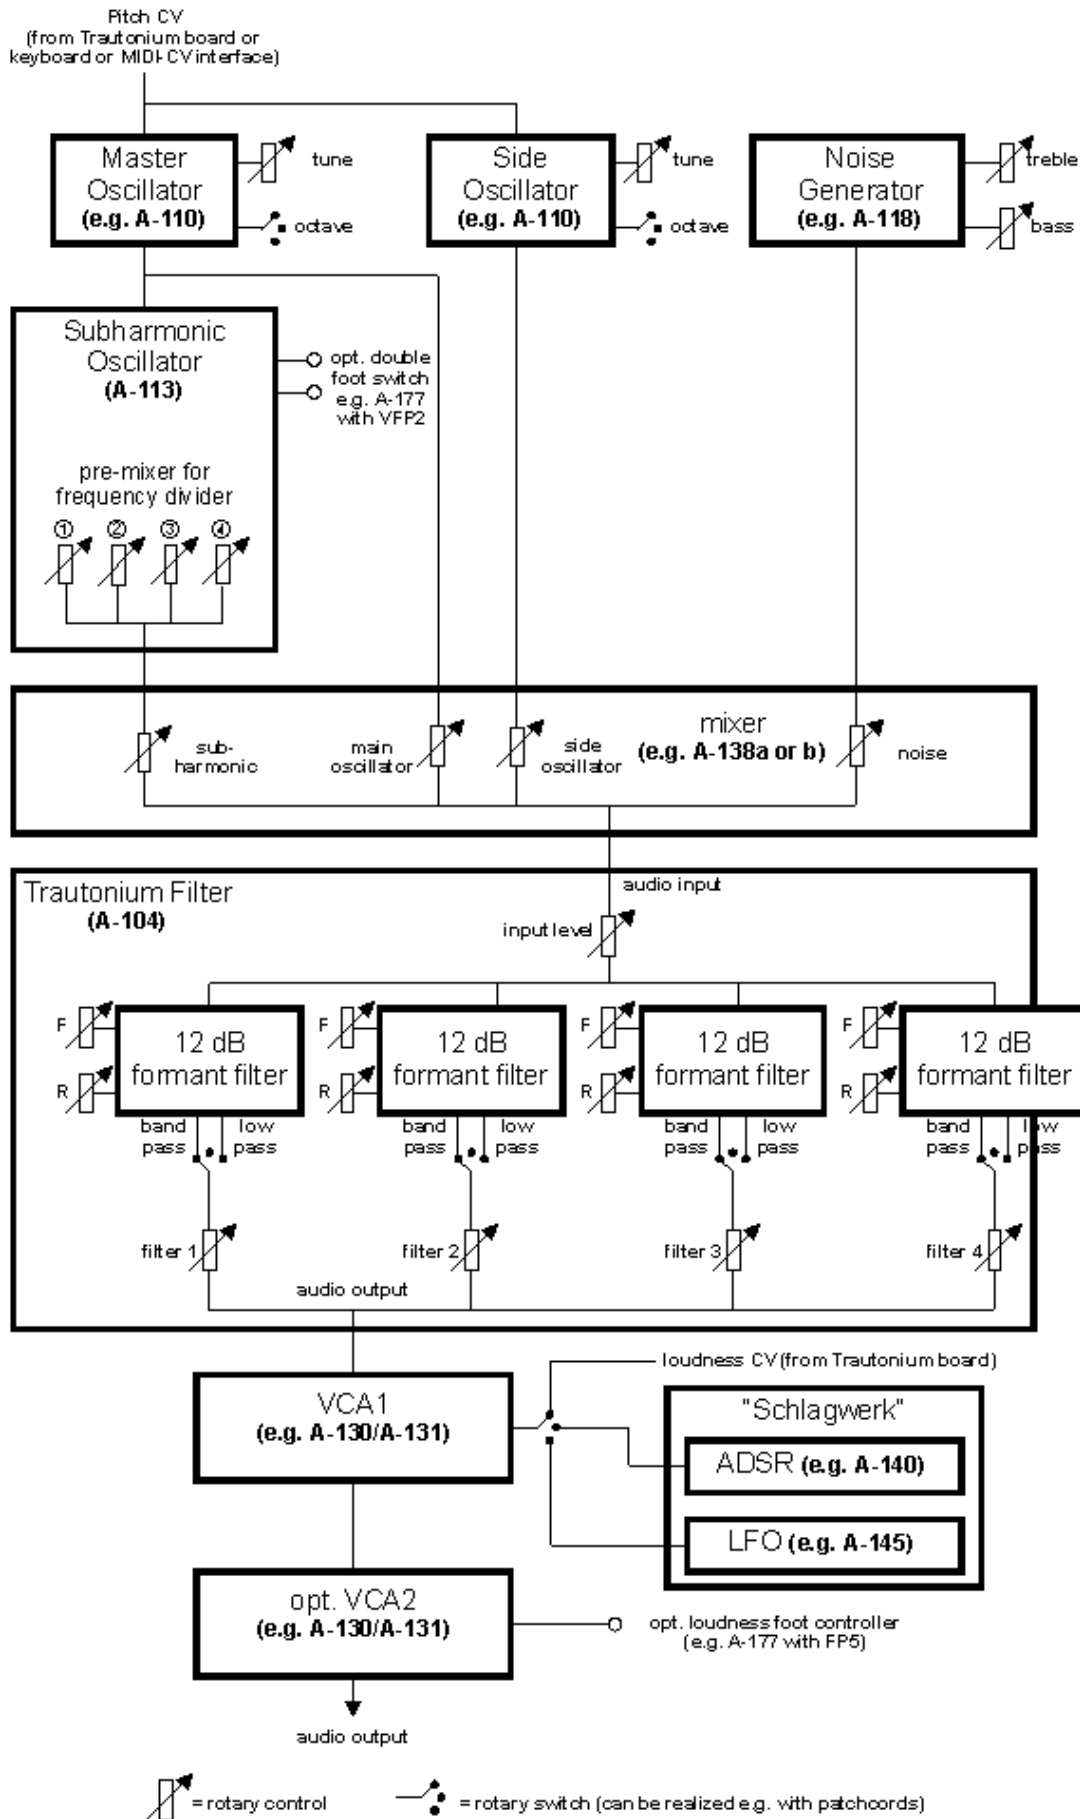 Pitch CV
(from Trautonium board or
keyboard or MIDI-CV interface)
Master
Oscillator
(e.g. A-110)
tune
octave
Side
Oscillator
(e.g. A-110)
tune
octave
Noise
Generator
(e.g. A-118)
treble
bass
Subharmonic
Oscillator
(A-113)
opt. double
foot switch
e.g. A-177
with VFP2
pre-mixer for
frequency divider
1 2 3 4
sub-
harmonic
main
oscillator
side
oscillator
mixer
(e.g. A-138a or b)
noise
Trautonium Filter
(A-104)
audio input
input level
F
R
12 dB
formant filter
band
pass
low
pass
F
R
12 dB
formant filter
band
pass
low
pass
F
R
12 dB
formant filter
band
pass
low
pass
F
R
12 dB
formant filter
band
pass
low
pass
filter 1
filter 2
filter 3
filter 4
audio output
loudness CV (from Trautonium board)
VCA1
(e.g. A-130/A-131)
"Schlagwerk"
ADSR (e.g. A-140)
LFO (e.g. A-145)
opt. VCA2
(e.g. A-130/A-131)
opt. loudness foot controller
(e.g. A-177 with FP5)
audio output
= rotary control
= rotary switch (can be realized e.g. with patchcords)